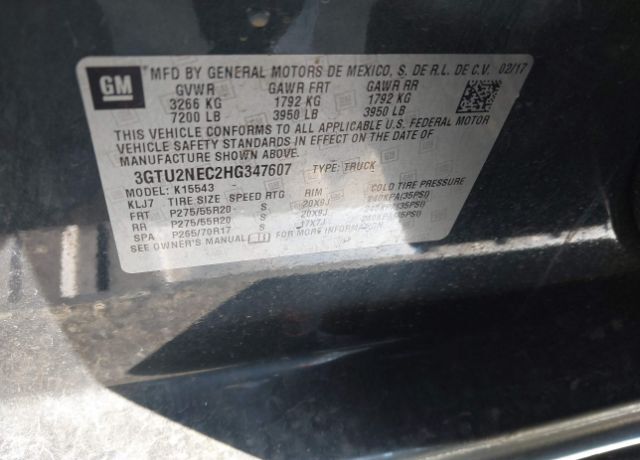 GM
MFD BY GENERAL MOTORS DE MEXICO, S. DE R.L. DE C.V. 02/17
GVWR GAWR FRT GAWR RR
3266 KG 1792 KG 1792 KG
7200 LB 3950 LB 3950 LB
THIS VEHICLE CONFORMS TO ALL APPLICABLE U.S. FEDERAL MOTOR
VEHICLE SAFETY STANDARDS IN EFFECT ON THE DATE OF
MANUFACTURE SHOWN ABOVE.
3GTU2NEC2HG347607 TYPE: TRUCK
MODEL: K15543
KLJ7 TIRE SIZE SPEED RTG RIM COLD TIRE PRESSURE
FRT P275/55R20 S 20X9J 240KPA(35PSI)
RR P275/55R20 S 20X9J (35PSI)
SPA P265/70R17 S 17X7J
SEE OWNER'S MANUAL FOR MORE INFORMATION